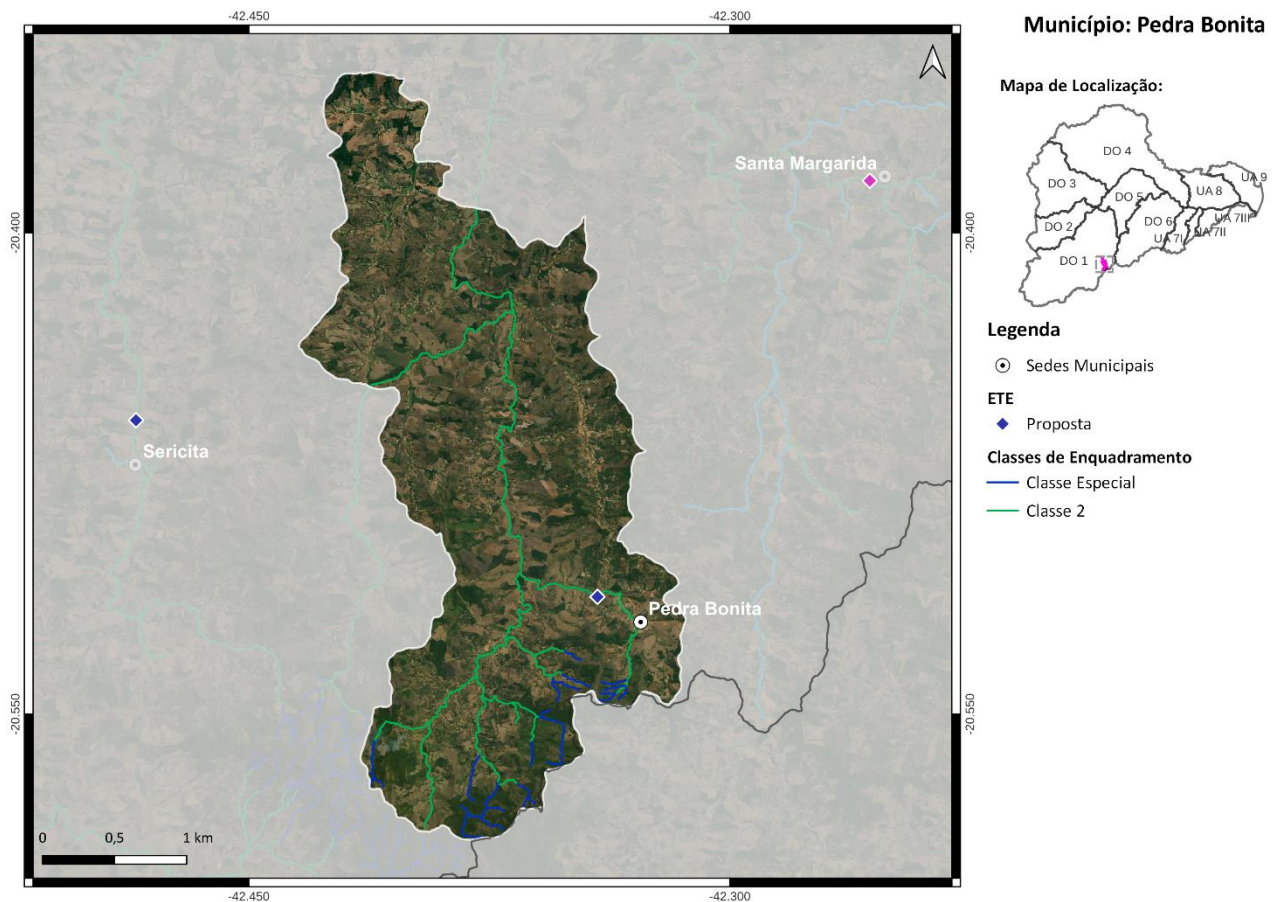 Município: Pedra Bonita
-42.450
-42.300
Mapa de Localização:
DO 4
DO 3
DO 5
UA 8
UA 9
DO 2
DO 6
UA 7III
UA 7II
UA 7I
DO 1
Santa Margarida
-20.400
-20.400
Legenda
Sedes Municipais
ETE
Proposta
Sericita
Classes de Enquadramento
Classe Especial
Classe 2
Pedra Bonita
-20.550
-20.550
0 0,5 1 km
-42.450
-42.300